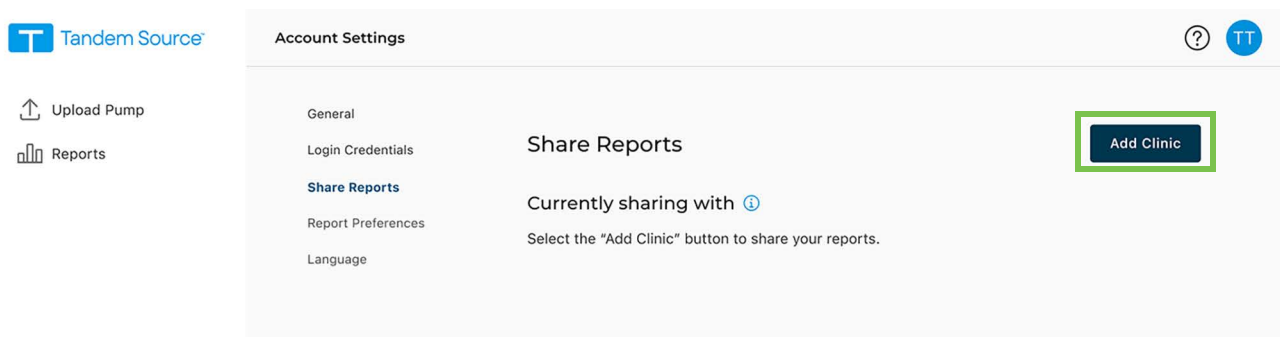 Tandem Source™
Account Settings
?
TT
Upload Pump
Reports
General
Login Credentials
Share Reports
Report Preferences
Language
Share Reports
Add Clinic
Currently sharing with
Select the “Add Clinic” button to share your reports.